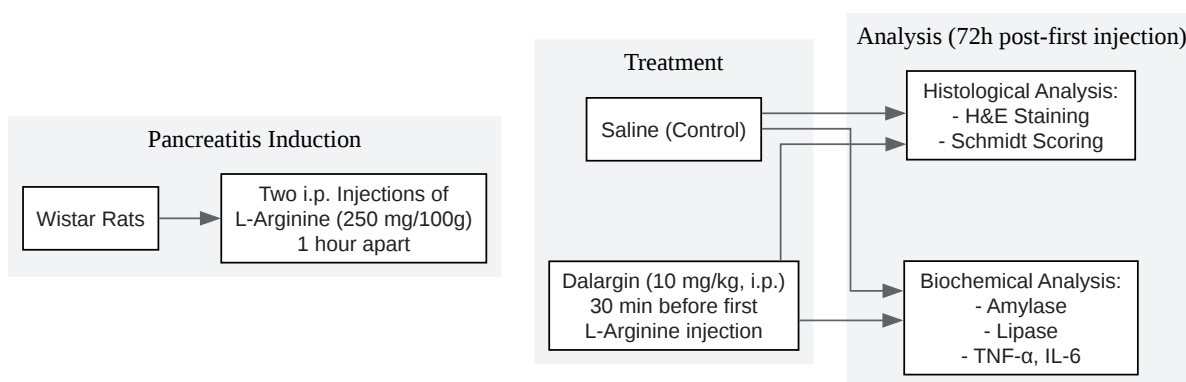 Pancreatitis Induction
Wistar Rats
Two i.p. Injections of
L-Arginine (250 mg/100g)
1 hour apart
Treatment
Saline (Control)
Dalargin (10 mg/kg, i.p.)
30 min before first
L-Arginine injection
Analysis (72h post-first injection)
Histological Analysis:
- H&E Staining
- Schmidt Scoring
Biochemical Analysis:
- Amylase
- Lipase
- TNF-α, IL-6